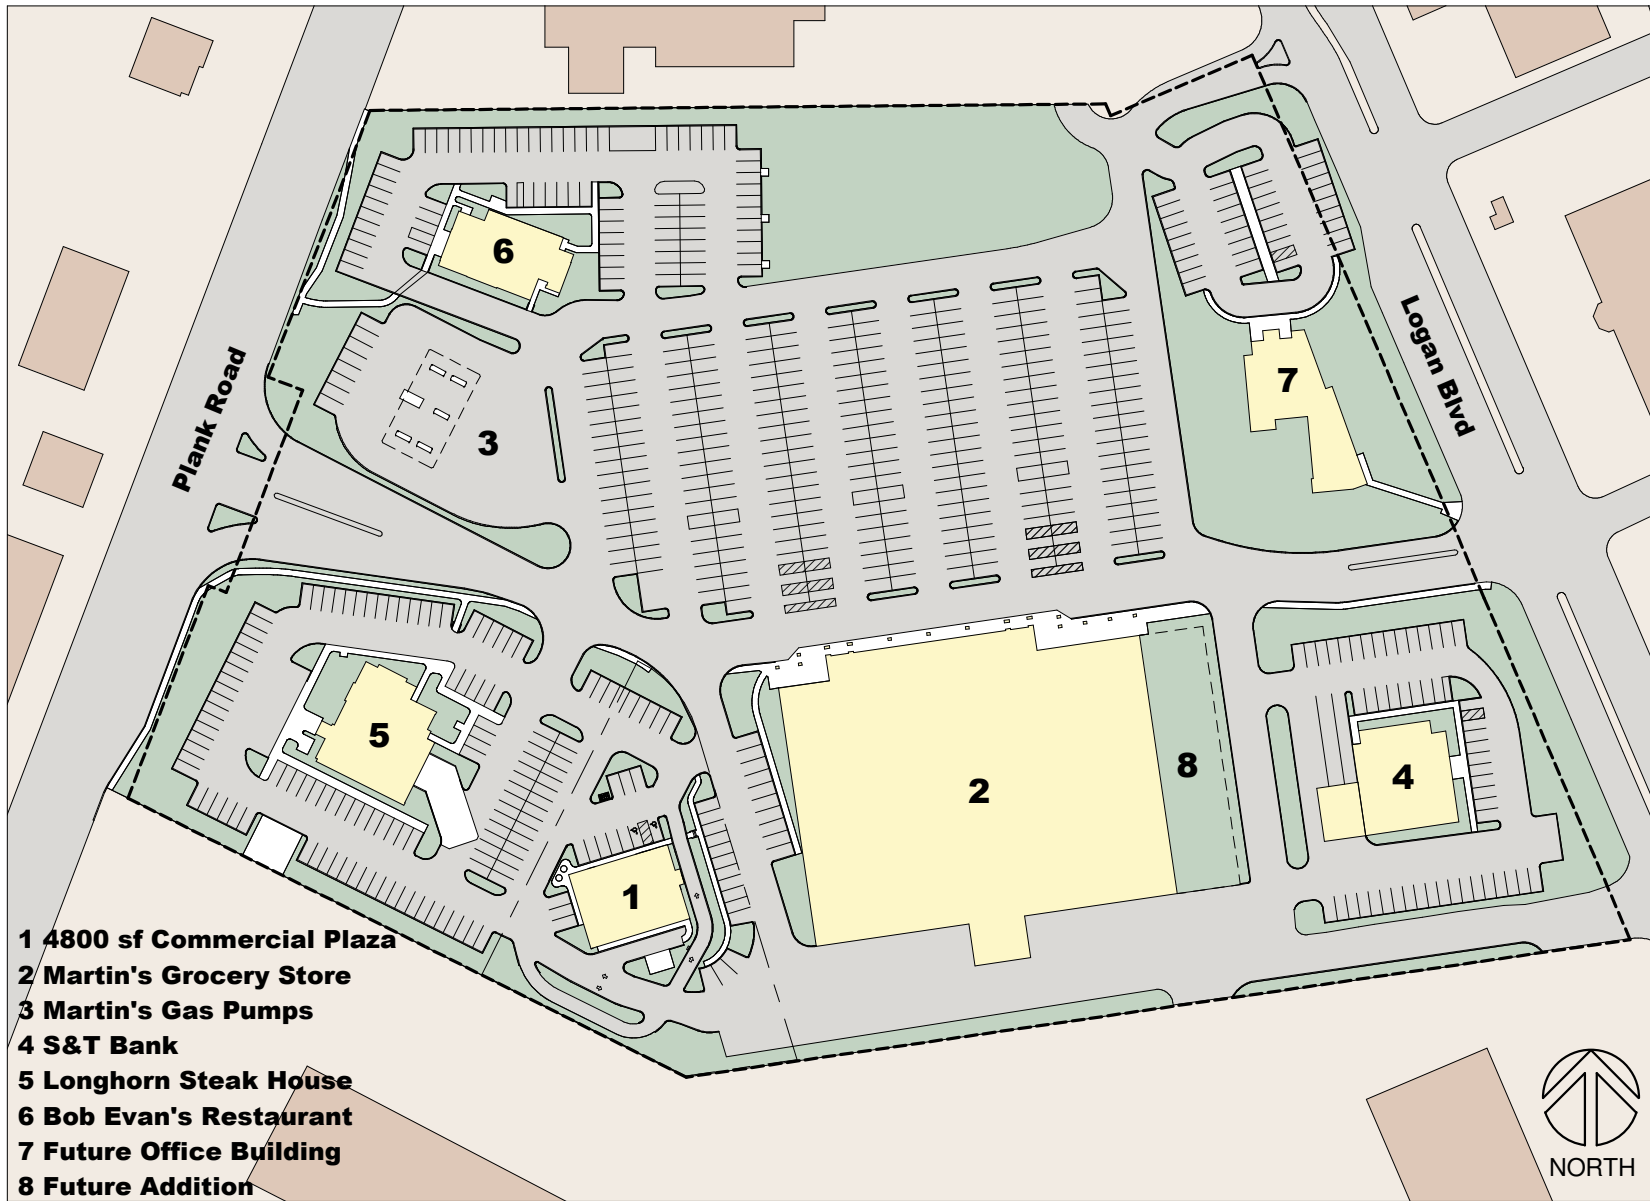 6
7
3
Plank Road
Logan Blvd
5
2
8
4
1
1 4800 sf Commercial Plaza
2 Martin's Grocery Store
3 Martin's Gas Pumps
4 S&T Bank
5 Longhorn Steak House
6 Bob Evan's Restaurant
7 Future Office Building
8 Future Addition
NORTH